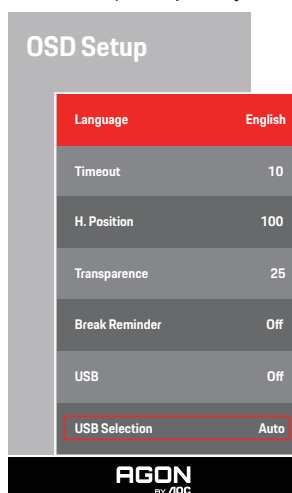 OSD Setup
Language English
Timeout 10
H. Position 100
Transparence 25
Break Reminder Off
USB Off
USB Selection Auto
AGON
BY AOC